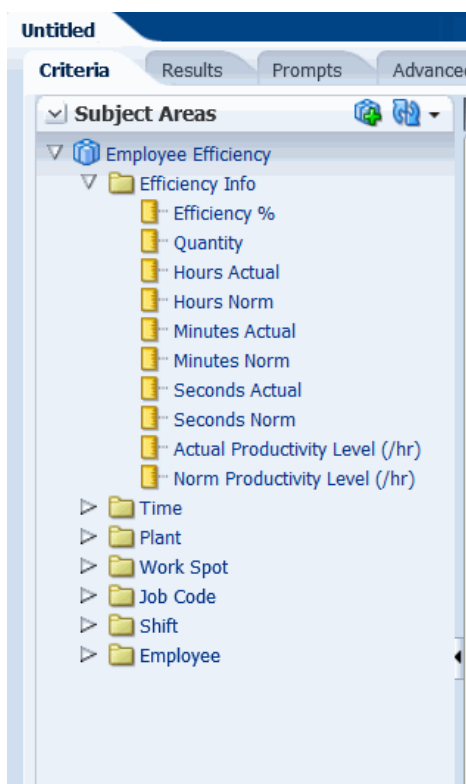 Untitled
Criteria Results Prompts Advance
Subject Areas
Employee Efficiency
Efficiency Info
Efficiency %
Quantity
Hours Actual
Hours Norm
Minutes Actual
Minutes Norm
Seconds Actual
Seconds Norm
Actual Productivity Level (/hr)
Norm Productivity Level (/hr)
Time
Plant
Work Spot
Job Code
Shift
Employee